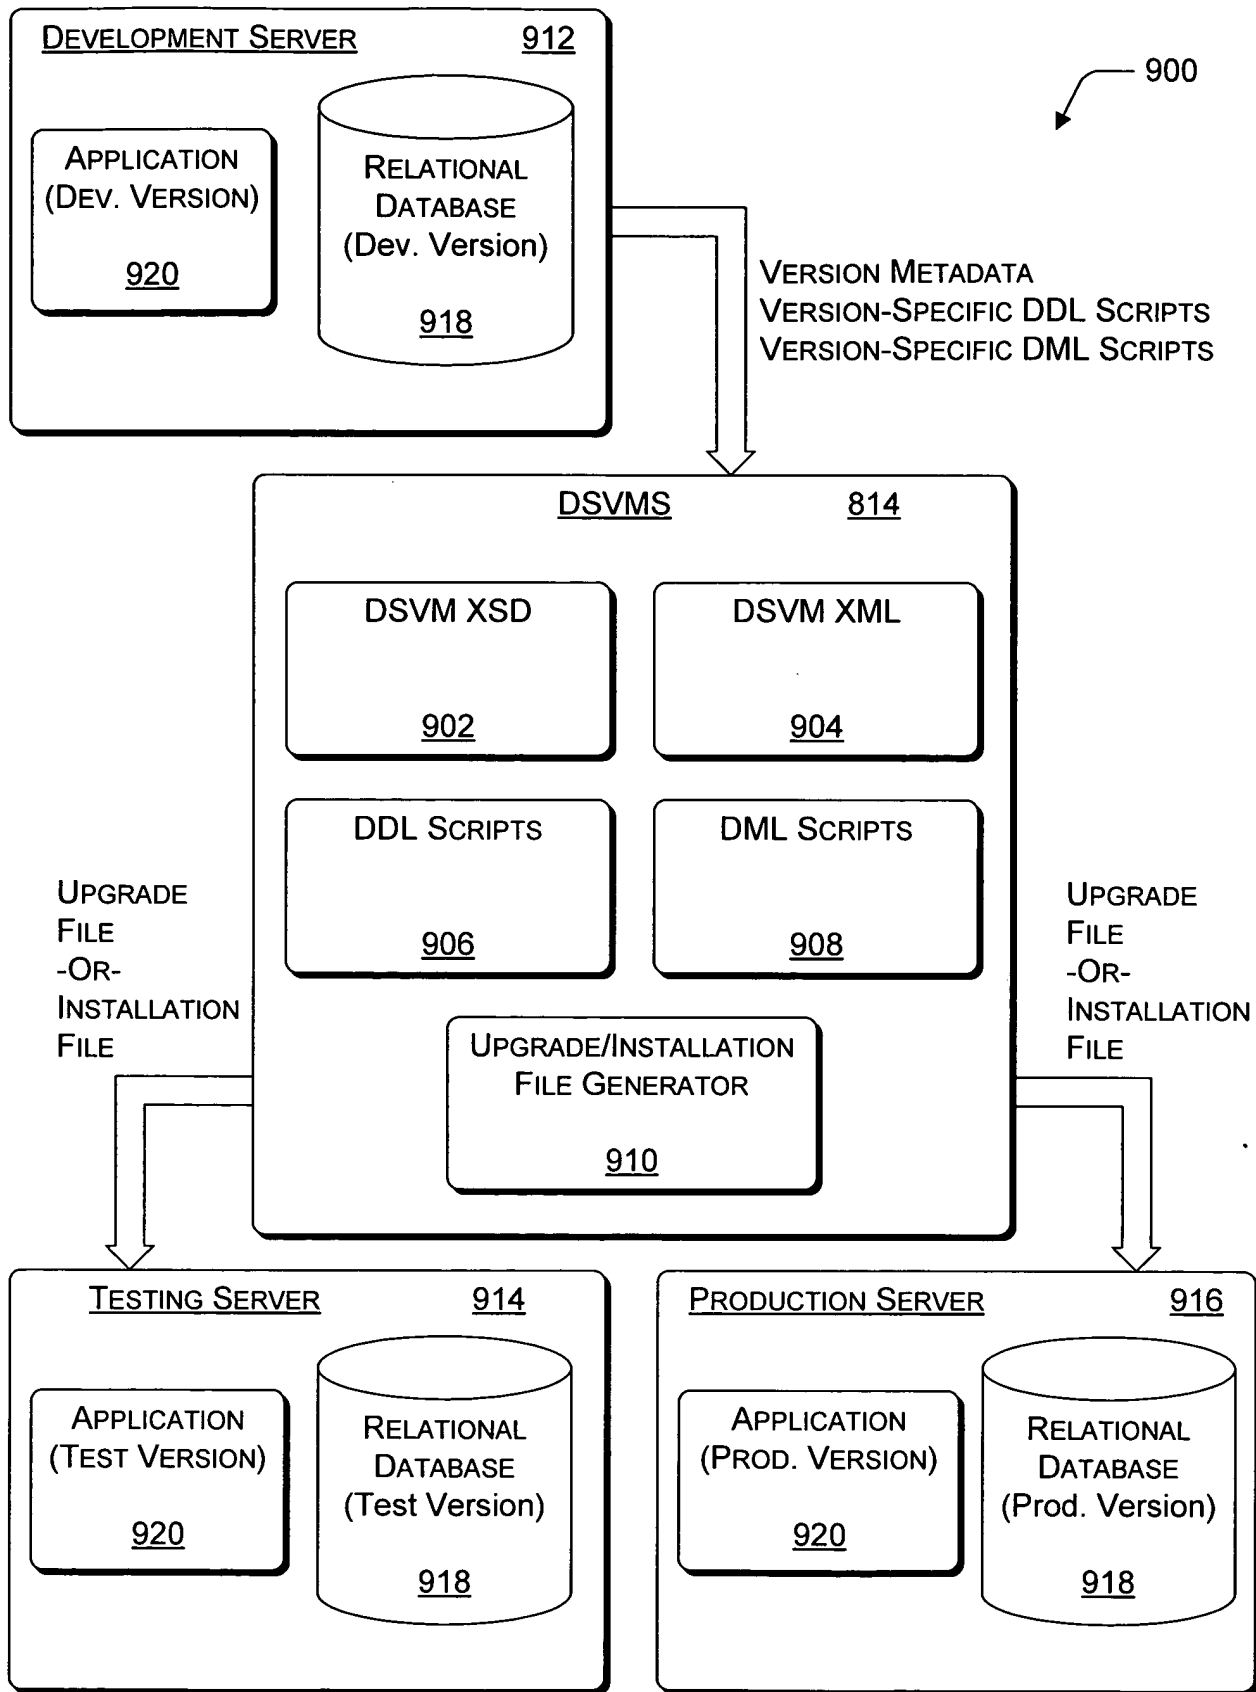 DEVELOPMENT SERVER 912
900
APPLICATION
(DEV. VERSION)
920
RELATIONAL
DATABASE
(Dev. Version)
918
VERSION METADATA
VERSION-SPECIFIC DDL SCRIPTS
VERSION-SPECIFIC DML SCRIPTS
DSVMS 814
DSVM XSD
902
DSVM XML
904
DDL SCRIPTS
906
DML SCRIPTS
908
UPGRADE/INSTALLATION
FILE GENERATOR
910
UPGRADE
FILE
-OR-
INSTALLATION
FILE
UPGRADE
FILE
-OR-
INSTALLATION
FILE
TESTING SERVER 914
APPLICATION
(TEST VERSION)
920
RELATIONAL
DATABASE
(Test Version)
918
PRODUCTION SERVER 916
APPLICATION
(PROD. VERSION)
920
RELATIONAL
DATABASE
(Prod. Version)
918